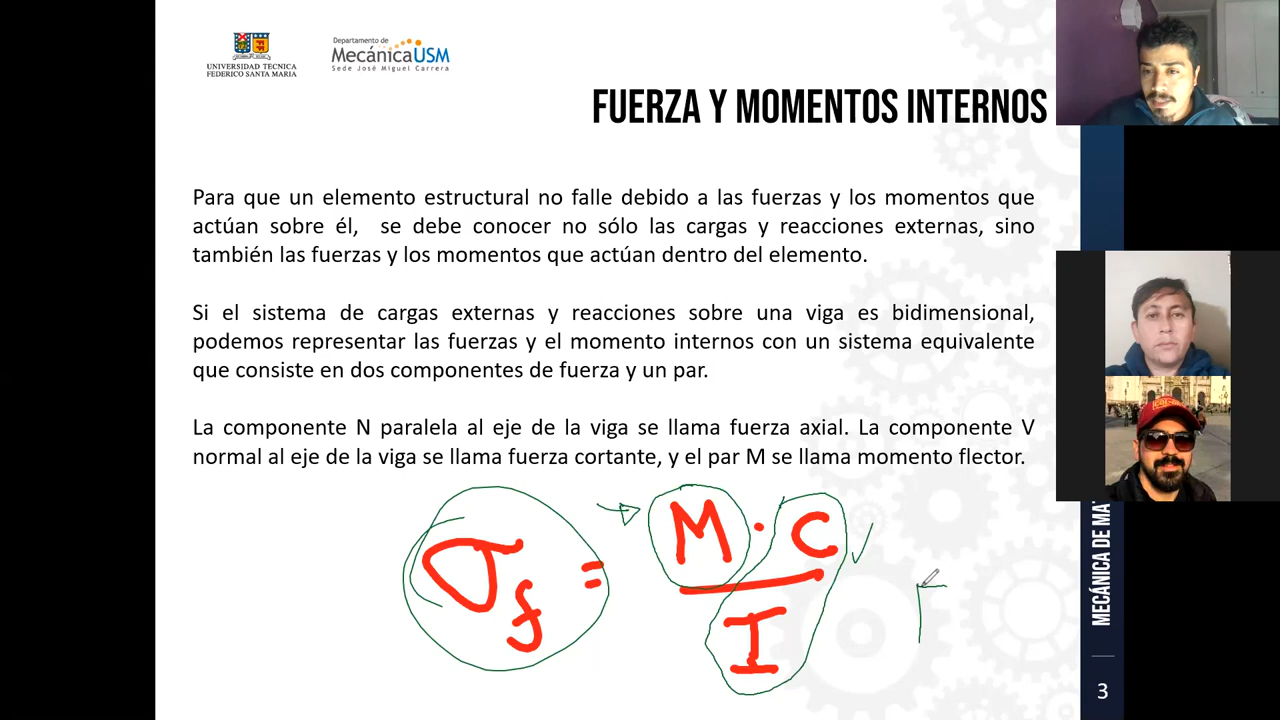 UNIVERSIDAD TECNICA
FEDERICO SANTA MARIA
Departamento de
MecánicaUSM
Sede José Miguel Carrera
FUERZA Y MOMENTOS INTERNOS
Para que un elemento estructural no falle debido a las fuerzas y los momentos que
actúan sobre él, se debe conocer no sólo las cargas y reacciones externas, sino
también las fuerzas y los momentos que actúan dentro del elemento.
Si el sistema de cargas externas y reacciones sobre una viga es bidimensional,
podemos representar las fuerzas y el momento internos con un sistema equivalente
que consiste en dos componentes de fuerza y un par.
La componente N paralela al eje de la viga se llama fuerza axial. La componente V
normal al eje de la viga se llama fuerza cortante, y el par M se llama momento flector.
σf = M · C
I
MECÁNICA DE MA
3